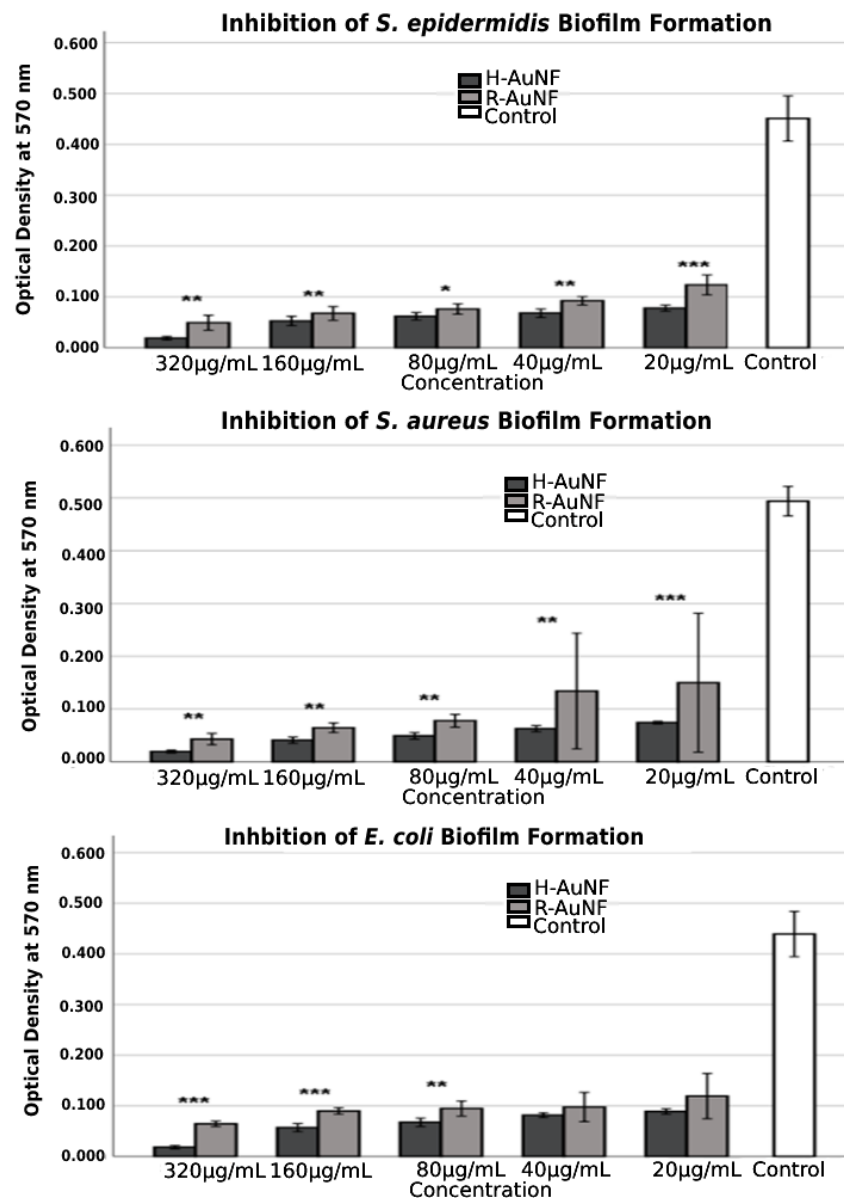 Inhibition of S. epidermidis Biofilm Formation
Optical Density at 570 nm
0.600
0.500
0.400
0.300
0.200
0.100
0.000
H-AuNF
R-AuNF
Control
** ** * ** ***
320µg/mL 160µg/mL 80µg/mL 40µg/mL 20µg/mL Control
Concentration
Inhibition of S. aureus Biofilm Formation
Optical Density at 570 nm
0.600
0.500
0.400
0.300
0.200
0.100
0.000
H-AuNF
R-AuNF
Control
** ** ** ** ***
320µg/mL 160µg/mL 80µg/mL 40µg/mL 20µg/mL Control
Concentration
Inhbition of E. coli Biofilm Formation
Optical Density at 570 nm
0.600
0.500
0.400
0.300
0.200
0.100
0.000
H-AuNF
R-AuNF
Control
*** *** **
320µg/mL 160µg/mL 80µg/mL 40µg/mL 20µg/mL Control
Concentration